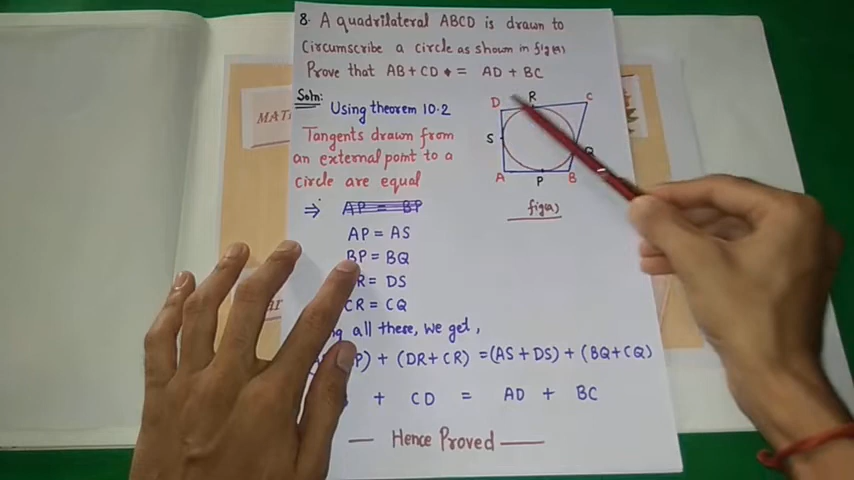 8. A quadrilateral ABCD is drawn to
Circumscribe a circle as shown in fig(a)
Prove that AB + CD = AD + BC
Soln:
Using theorem 10.2
Tangents drawn from
an external point to a
circle are equal
D R C
S Q
A P B
fig(a)
⇒ AP = BP
AP = AS
BP = BQ
= DS
CR = CQ
all these, we get,
+ (DR + CR) = (AS + DS) + (BQ + CQ)
+ CD = AD + BC
— Hence Proved —